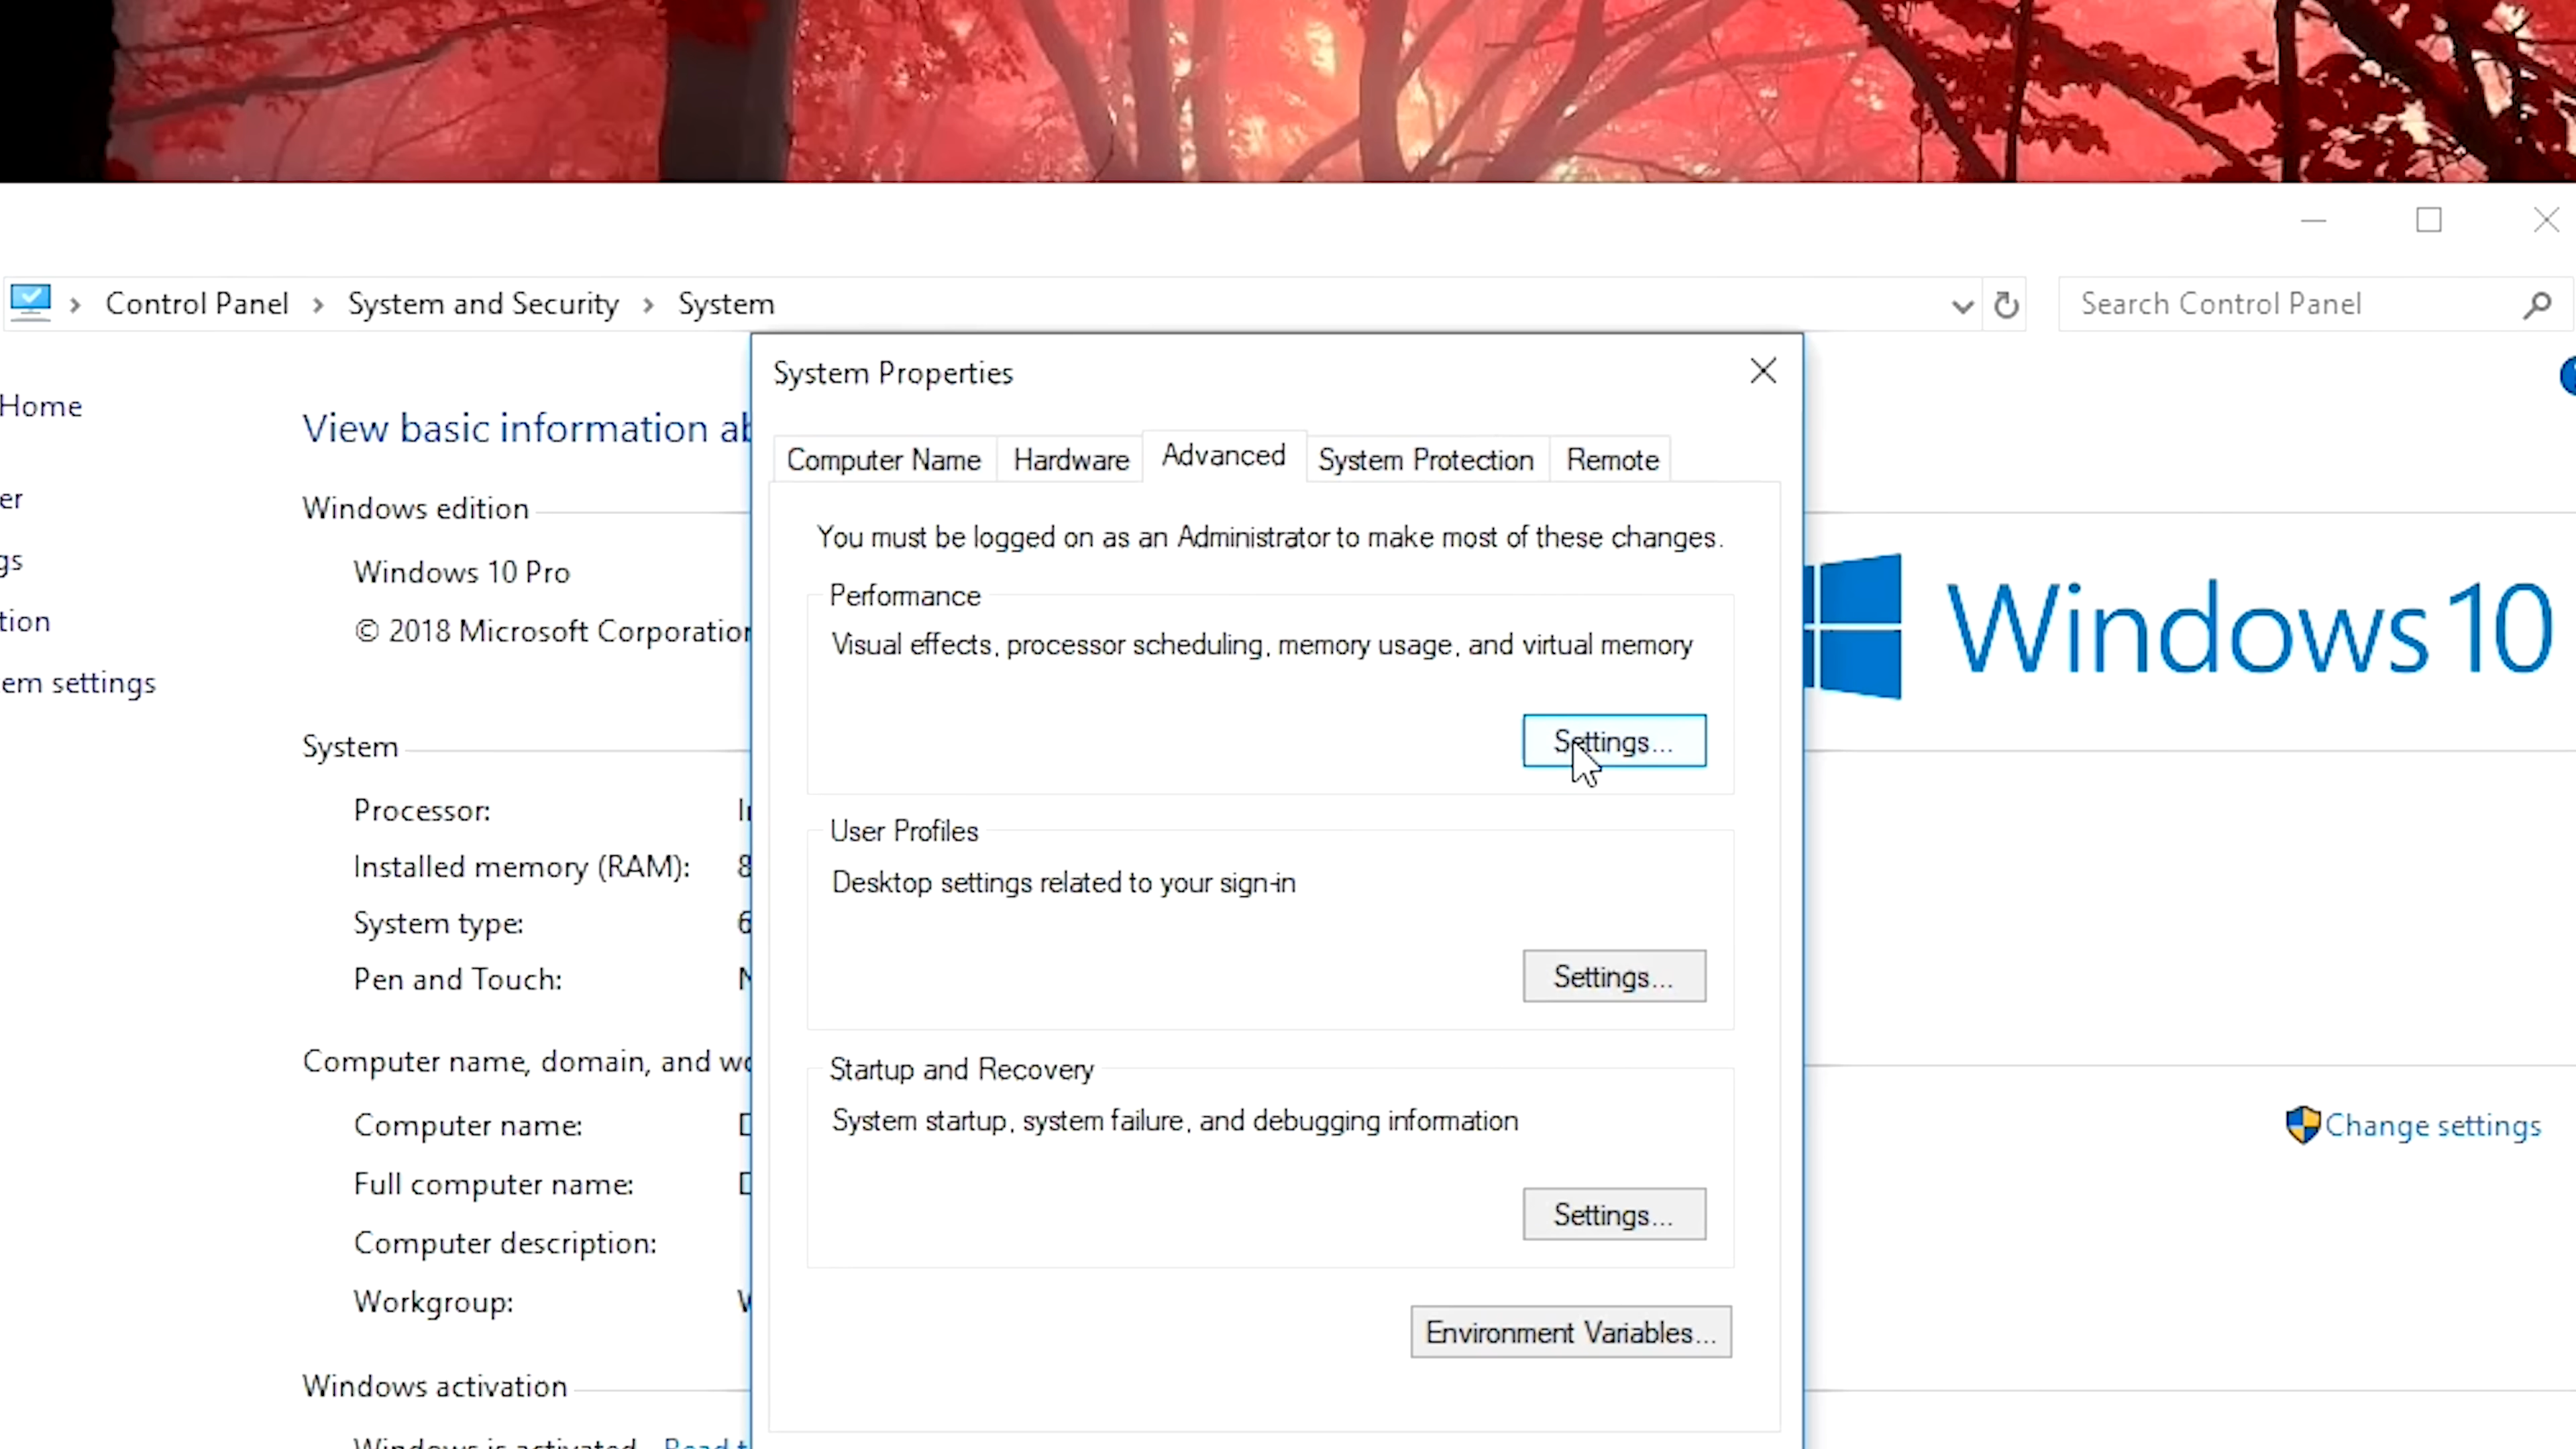 Control Panel > System and Security > System
Search Control Panel
Home
View basic information
Windows edition
Windows 10 Pro
© 2018 Microsoft
em settings
System
Processor:
Installed memory (RAM):
System type:
Pen and Touch:
Computer name, domain, and
Computer name:
Full computer name:
Computer description:
Workgroup:
Windows activation
Windows is activated
System Properties
Computer Name
Hardware
Advanced
System Protection
Remote
You must be logged on as an Administrator to make most of these changes.
Performance
Visual effects, processor scheduling, memory usage, and virtual memory
Settings...
User Profiles
Desktop settings related to your sign-in
Settings...
Startup and Recovery
System startup, system failure, and debugging information
Settings...
Environment Variables...
Windows 10
Change settings